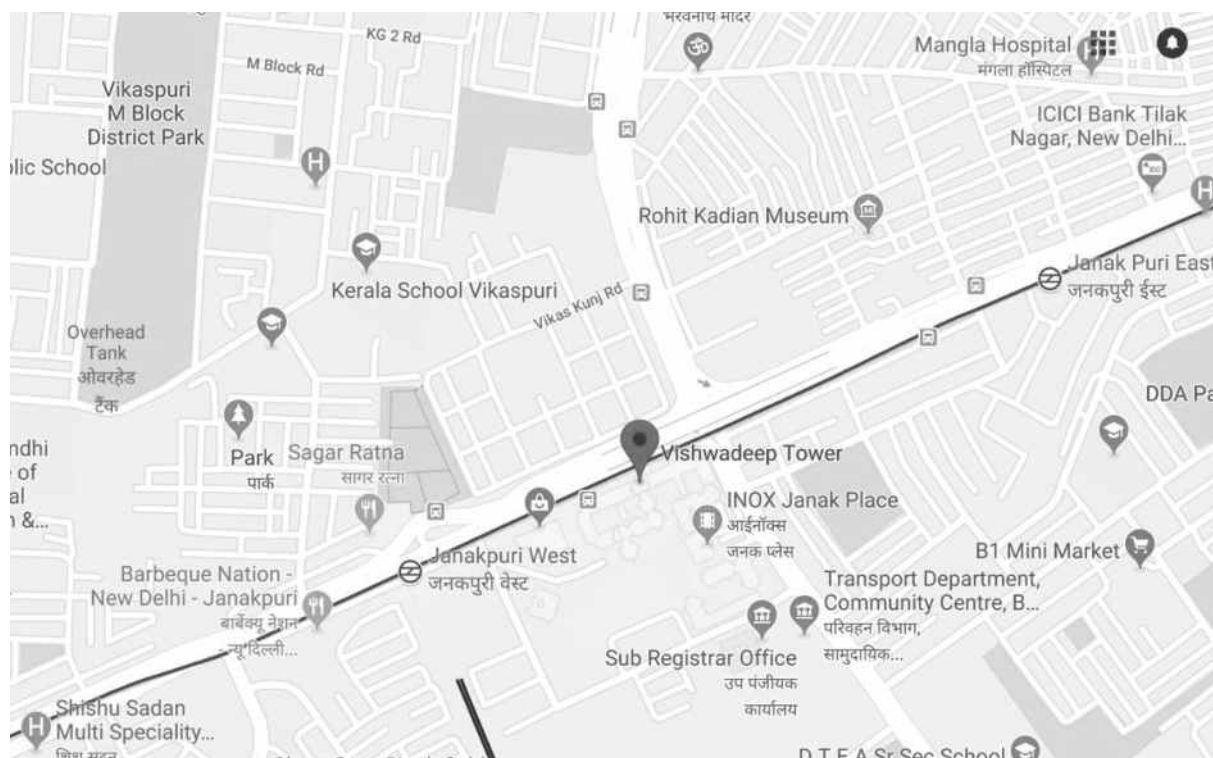 KG 2 Rd
M Block Rd
Vikaspuri
M Block
District Park
Mangla Hospital
मंगला हॉस्पिटल
ICICI Bank Tilak
Nagar, New Delhi...
lic School
Rohit Kadian Museum
Janak Puri East
जनकपुरी ईस्ट
Kerala School Vikaspuri
Vikas Kunj Rd
Overhead
Tank
ओवरहेड
टैंक
DDA Pa
Park
पार्क
Sagar Ratna
सागर रत्ना
ndhi
e of
al
n &...
Vishwadeep Tower
INOX Janak Place
आईनॉक्स
जनक प्लेस
B1 Mini Market
Janakpuri West
जनकपुरी वेस्ट
Barbeque Nation -
New Delhi - Janakpuri
बार्बेक्यू नेशन
- न्यू दिल्ली...
Transport Department,
Community Centre, B...
परिवहन विभाग,
सामुदायिक...
Sub Registrar Office
उप पंजीयक
कार्यालय
Shishu Sadan
Multi Speciality...
D T E A Sr Sec School